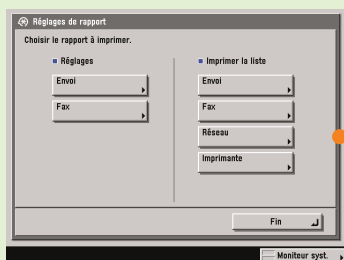 Réglages de rapport
Choisir le rapport à imprimer.
Réglages
Envoi
Fax
Imprimer la liste
Envoi
Fax
Réseau
Imprimante
Fin
Moniteur syst.